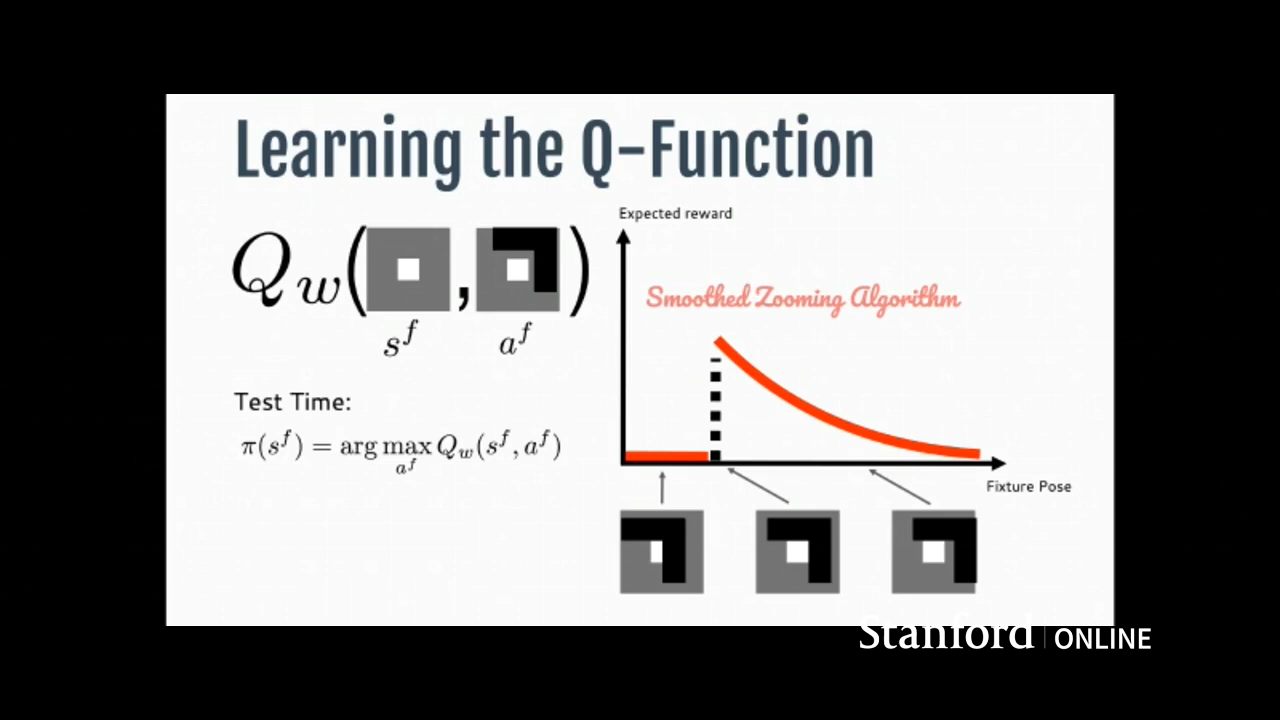 Learning the Q-Function
Q_w( , )
s^f
a^f
Test Time:
π(s^f) = arg max_{a^f} Q_w(s^f, a^f)
Expected reward
Smoothed Zooming Algorithm
Fixture Pose
Stanford | ONLINE